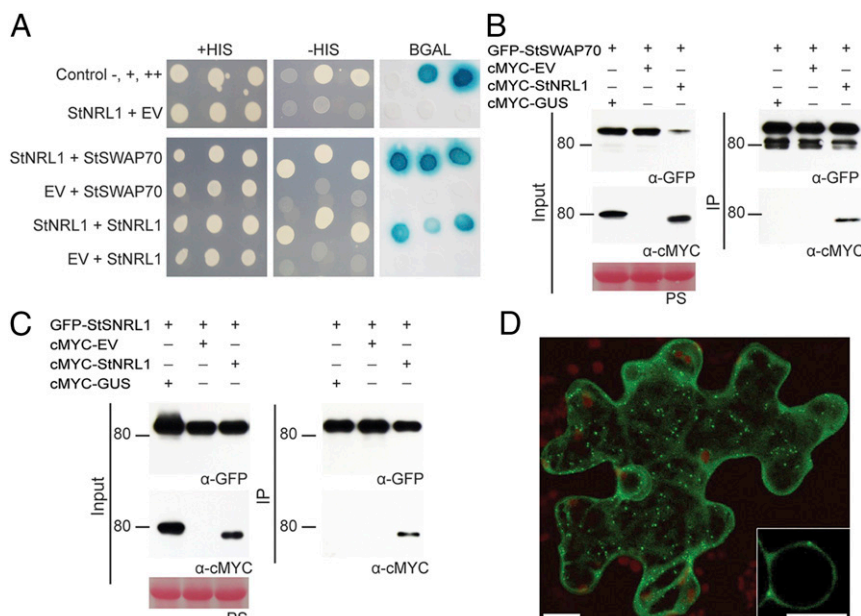 A
+HIS -HIS BGAL
Control -, +, ++
StNRL1 + EV
StNRL1 + StSWAP70
EV + StSWAP70
StNRL1 + StNRL1
EV + StNRL1
B
GFP-StSWAP70 + + + + + +
cMYC-EV – + – – + –
cMYC-StNRL1 – – + – – +
cMYC-GUS + – – + – –
Input
80
α-GFP
80
α-cMYC
PS
IP
80
α-GFP
80
α-cMYC
C
GFP-StSNRL1 + + + + + +
cMYC-EV – + – – + –
cMYC-StNRL1 – – + – – +
cMYC-GUS + – – + – –
Input
80
α-GFP
80
α-cMYC
PS
IP
80
α-GFP
80
α-cMYC
D